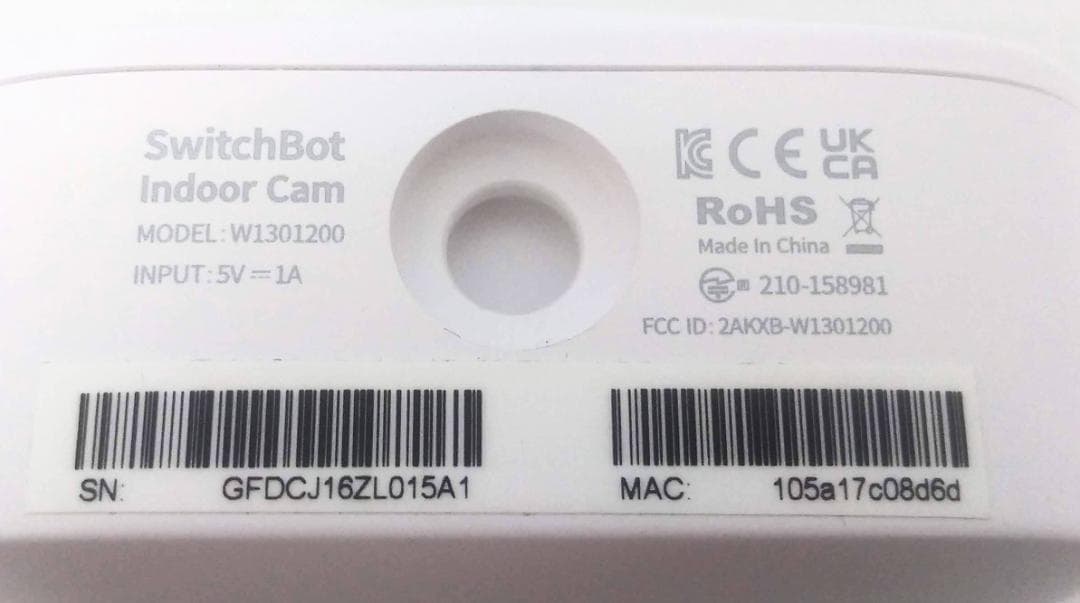 SwitchBot
Indoor Cam
MODEL: W1301200
INPUT: 5V⎓1A
CE UK
CA
RoHS
Made In China
R 210-158981
FCC ID: 2AKXB-W1301200
SN: GFDCJ16ZL015A1
MAC: 105a17c08d6d